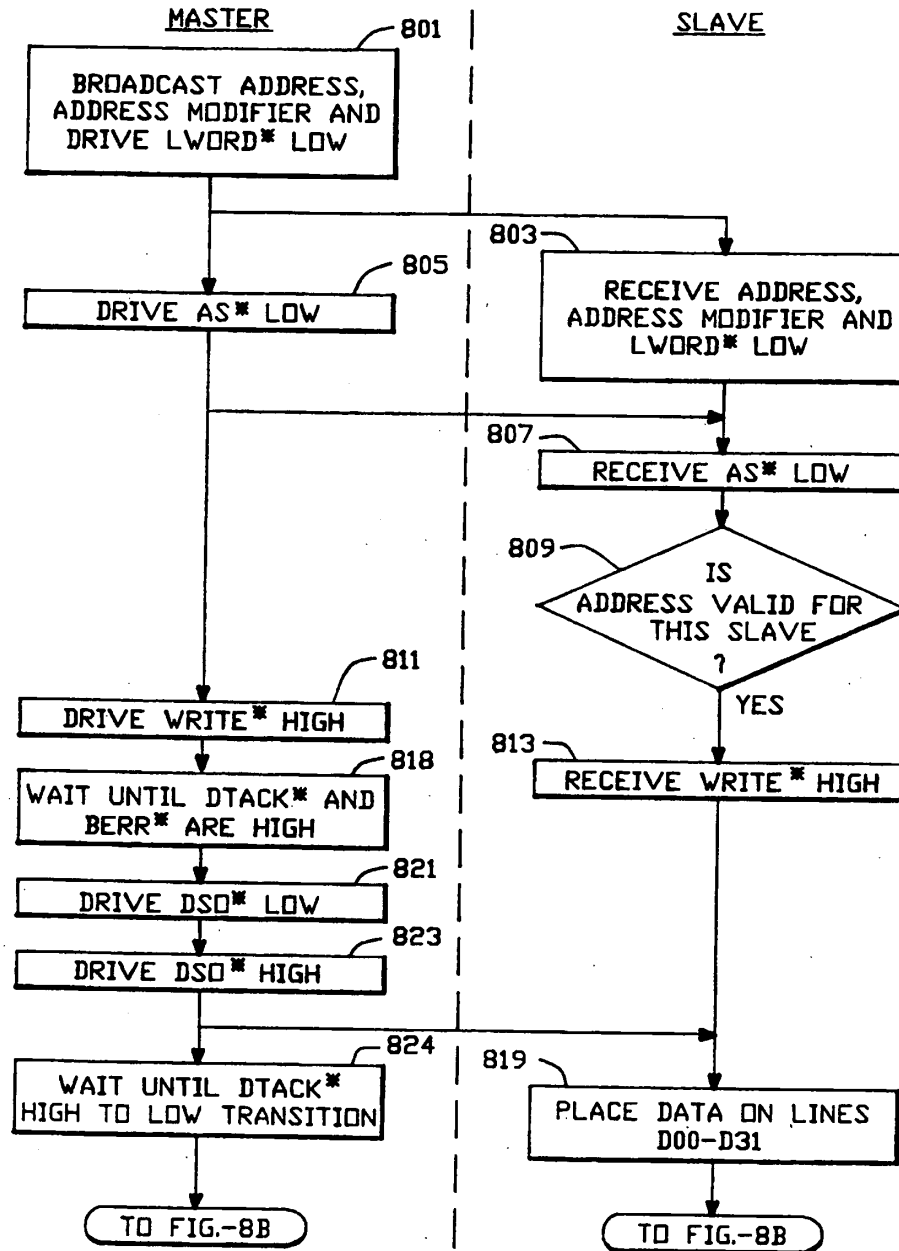 MASTER
801
SLAVE
BROADCAST ADDRESS,
ADDRESS MODIFIER AND
DRIVE LWORD* LOW
803
805
DRIVE AS* LOW
RECEIVE ADDRESS,
ADDRESS MODIFIER AND
LWORD* LOW
807
RECEIVE AS* LOW
809
IS
ADDRESS VALID FOR
THIS SLAVE
?
YES
811
DRIVE WRITE* HIGH
813
RECEIVE WRITE* HIGH
818
WAIT UNTIL DTACK* AND
BERR* ARE HIGH
821
DRIVE DSO* LOW
823
DRIVE DSO* HIGH
824
WAIT UNTIL DTACK*
HIGH TO LOW TRANSITION
819
PLACE DATA ON LINES
D00-D31
TO FIG.-8B
TO FIG.-8B